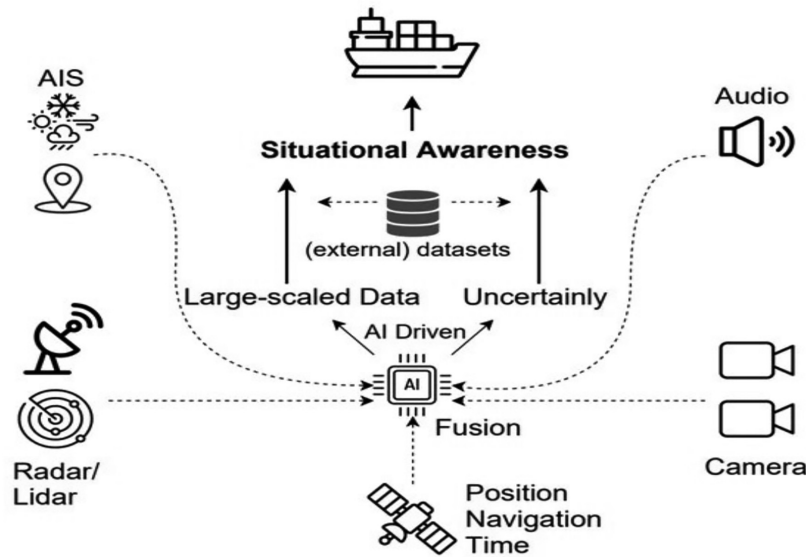 AIS
Audio
Situational Awareness
(external) datasets
Large-scaled Data
Uncertainly
AI Driven
AI
Fusion
Radar/
Lidar
Camera
Position
Navigation
Time